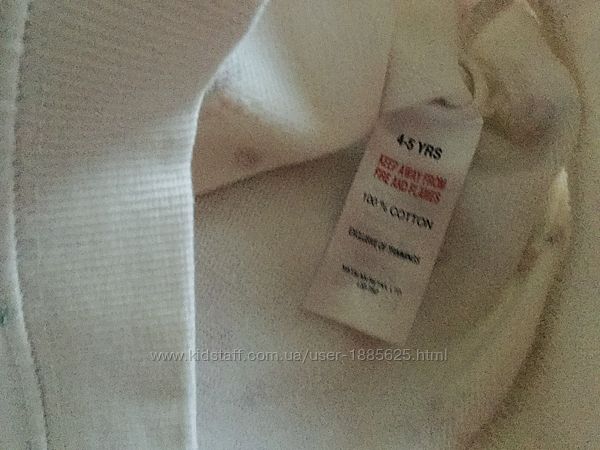 4-5 YRS
KEEP AWAY FROM
FIRE AND FLAMES
100 % COTTON
EXCLUSIVE OF TRIMMINGS
www.kidstaff.com.ua/user-1885625.html